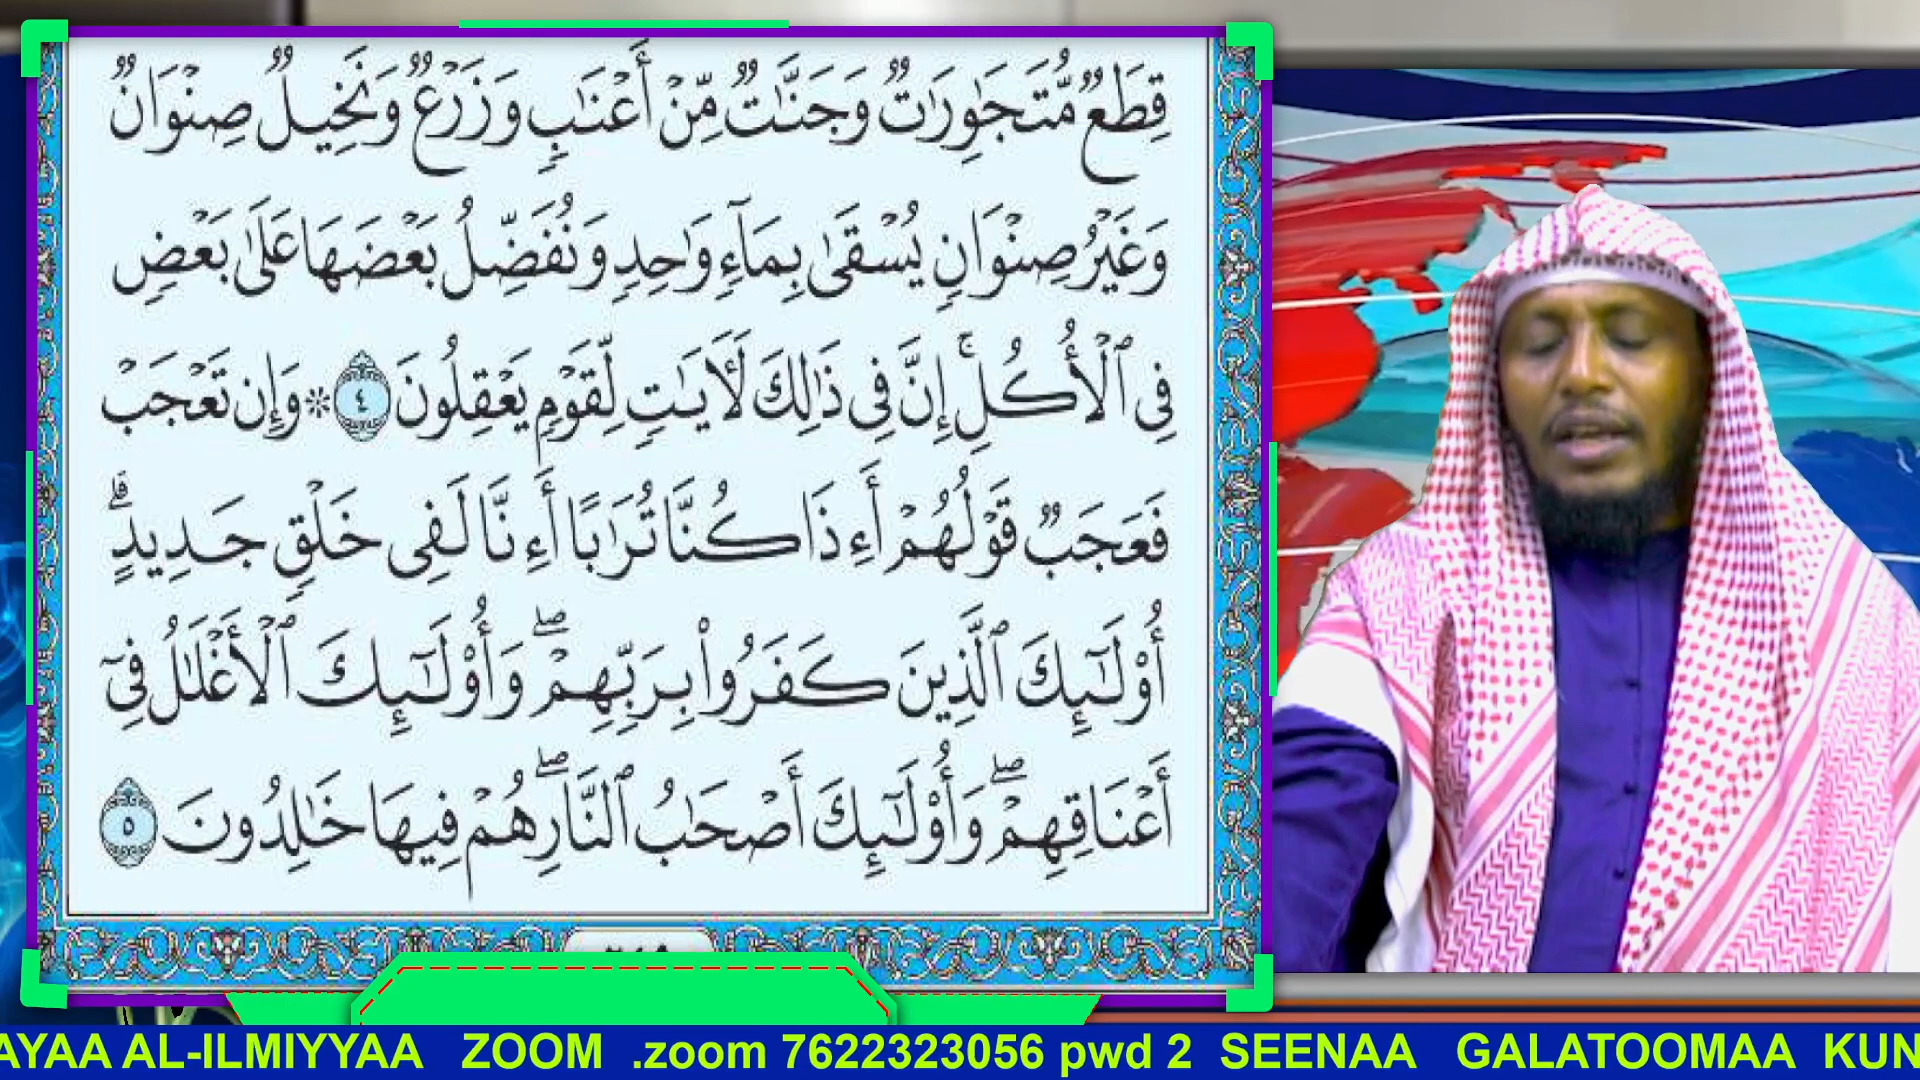 قِطَعٌ مُّتَجَٰوِرَٰتٌ وَجَنَّٰتٌ مِّنْ أَعْنَٰبٍ وَزَرْعٌ وَنَخِيلٌ صِنْوَانٌ
وَغَيْرُ صِنْوَانٍ يُسْقَىٰ بِمَآءٍ وَٰحِدٍ وَنُفَضِّلُ بَعْضَهَا عَلَىٰ بَعْضٍ
فِى ٱلْأُكُلِ ۚ إِنَّ فِى ذَٰلِكَ لَأَيَٰتٍ لِّقَوْمٍ يَعْقِلُونَ ٤ * وَإِن تَعْجَبْ
فَعَجَبٌ قَوْلُهُمْ أَءِذَا كُنَّا تُرَٰبًا أَءِنَّا لَفِى خَلْقٍ جَدِيدٍ ۗ
أُو۟لَٰٓئِكَ ٱلَّذِينَ كَفَرُوا۟ بِرَبِّهِمْ ۖ وَأُو۟لَٰٓئِكَ ٱلْأَغْلَٰلُ فِىٓ
أَعْنَاقِهِمْ ۖ وَأُو۟لَٰٓئِكَ أَصْحَٰبُ ٱلنَّارِ ۖ هُمْ فِيهَا خَٰلِدُونَ ٥
AYAA AL-ILMIYYAA ZOOM .zoom 7622323056 pwd 2 SEENAA GALATOOMAA KUN